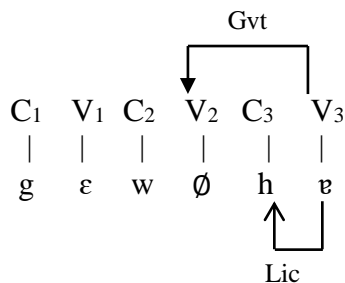 Gvt
C₁ V₁ C₂ V₂ C₃ V₃
| | | | | |
g ɛ w ∅ h ɐ
Lic